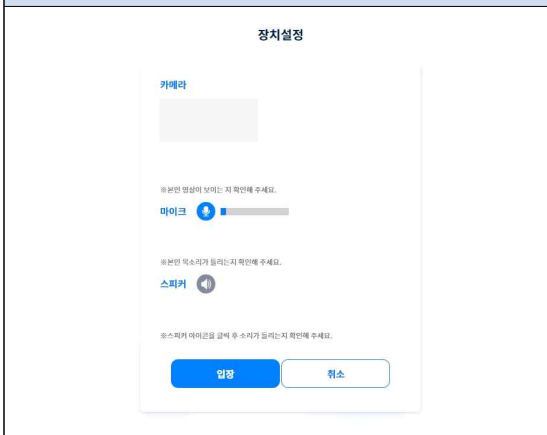 장치설정
카메라
※본인 영상이 보이는 지 확인해 주세요.
마이크
※본인 목소리가 들리는지 확인해 주세요.
스피커
※스피커 아이콘을 클릭 후 소리가 들리는지 확인해 주세요.
입장 취소